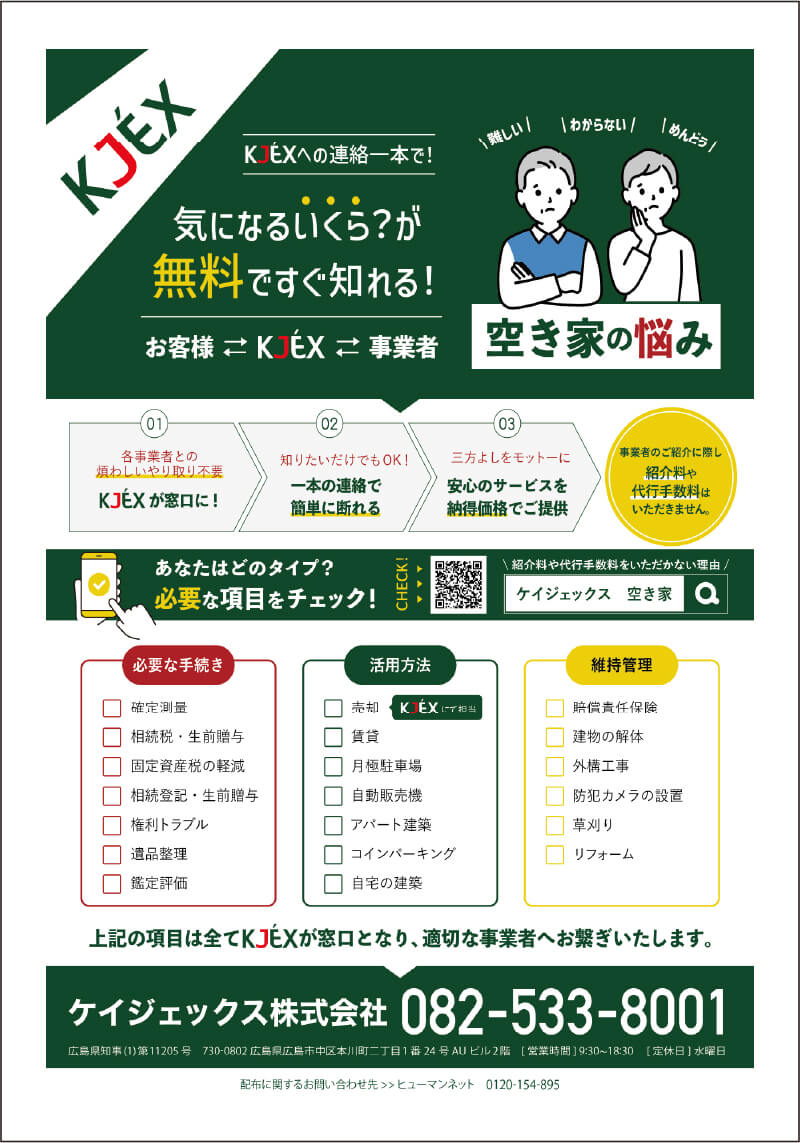 KJÉX
KJÉXへの連絡一本で!
気になるいくら?が
無料ですぐ知れる!
お客様 ⇄ KJÉX ⇄ 事業者
\難しい/
\わからない/
\めんどう/
空き家の悩み
01
各事業者との
煩わしいやり取り不要
KJÉXが窓口に!
02
知りたいだけでもOK!
一本の連絡で
簡単に断れる
03
三方よしをモットーに
安心のサービスを
納得価格でご提供
事業者のご紹介に際し
紹介料や
代行手数料は
いただきません。
あなたはどのタイプ?
必要な項目をチェック!
CHECK!
\紹介料や代行手数料をいただかない理由/
ケイジェックス 空き家
必要な手続き
確定測量
相続税・生前贈与
固定資産税の軽減
相続登記・生前贈与
権利トラブル
遺品整理
鑑定評価
活用方法
売却 KJÉXにて担当
賃貸
月極駐車場
自動販売機
アパート建築
コインパーキング
自宅の建築
維持管理
賠償責任保険
建物の解体
外構工事
防犯カメラの設置
草刈り
リフォーム
上記の項目は全てKJÉXが窓口となり、適切な事業者へお繋ぎいたします。
ケイジェックス株式会社 082-533-8001
広島県知事(1)第11205号 730-0802 広島県広島市中区本川町二丁目1番24号AUビル2階 [営業時間]9:30~18:30 [定休日]水曜日
配布に関するお問い合わせ先>>ヒューマンネット 0120-154-895